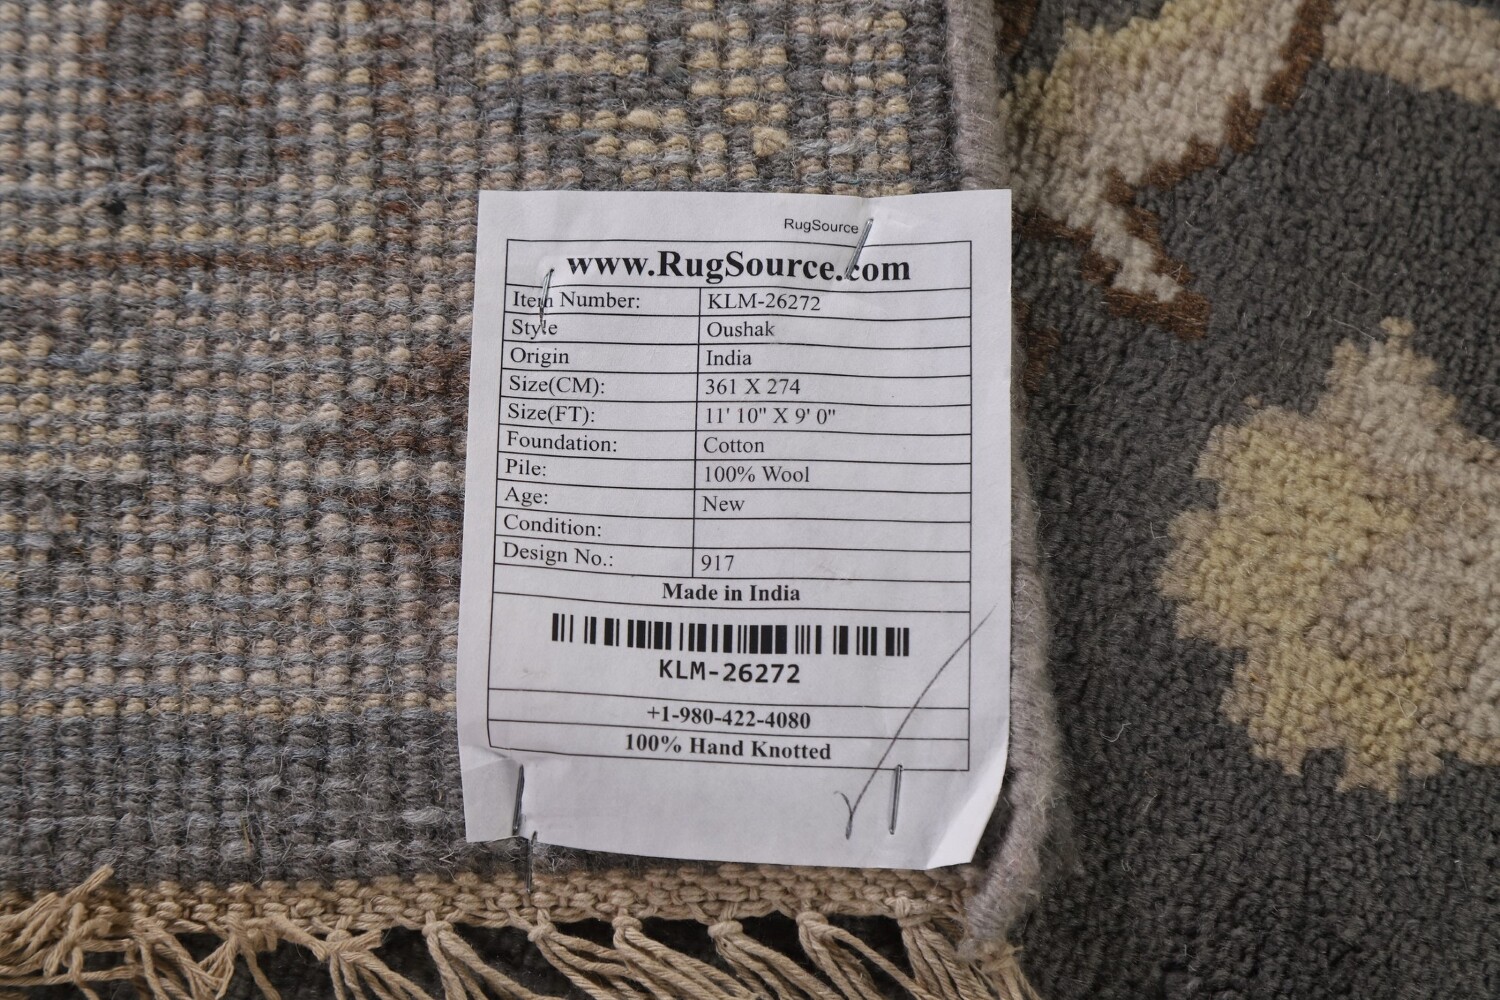 RugSource
www.RugSource.com
Item Number: KLM-26272
Style Oushak
Origin India
Size(CM): 361 X 274
Size(FT): 11' 10" X 9' 0"
Foundation: Cotton
Pile: 100% Wool
Age: New
Condition:
Design No.: 917
Made in India
KLM-26272
+1-980-422-4080
100% Hand Knotted